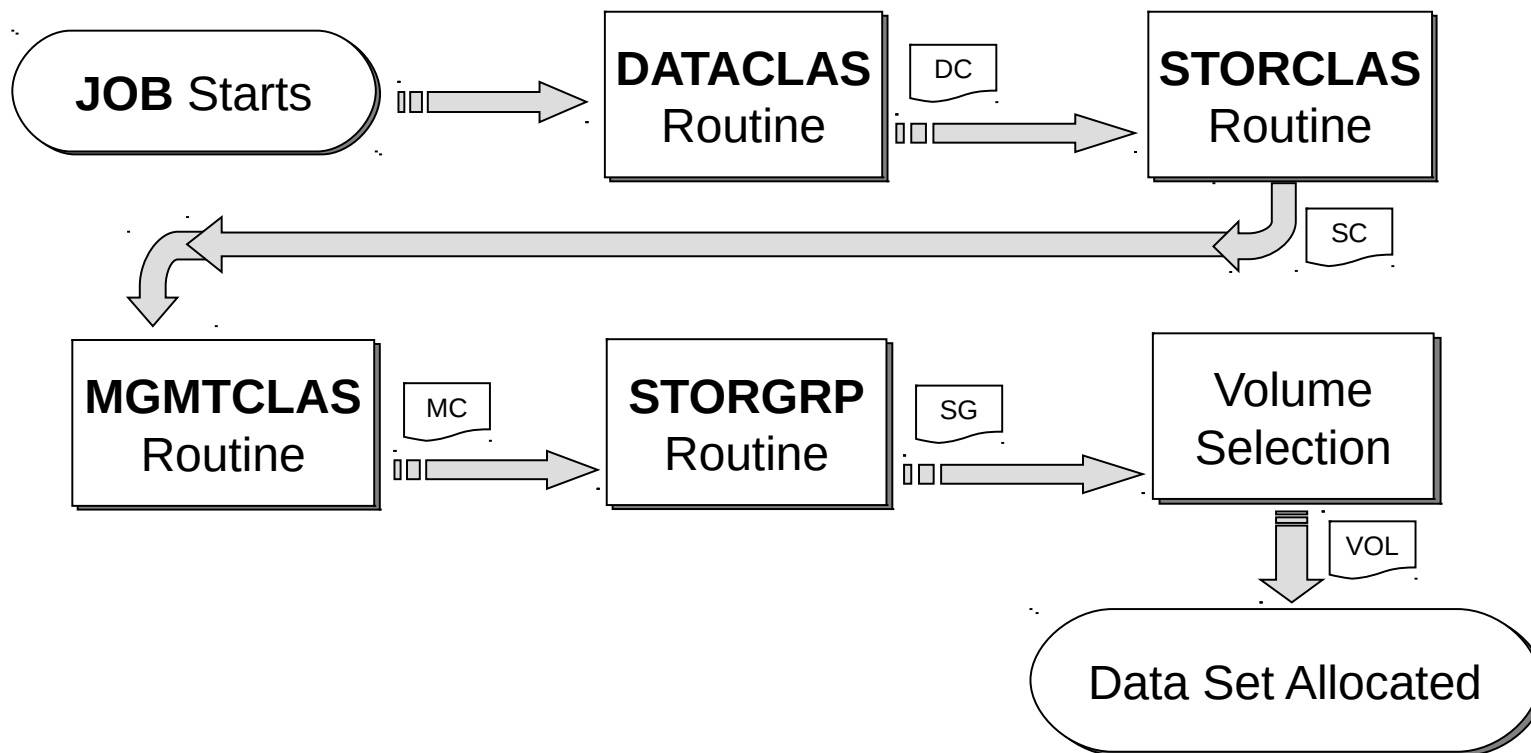 JOB Starts
DATACLAS
Routine
DC
STORCLAS
Routine
SC
MGMTCLAS
Routine
MC
STORGRP
Routine
SG
Volume
Selection
VOL
Data Set Allocated